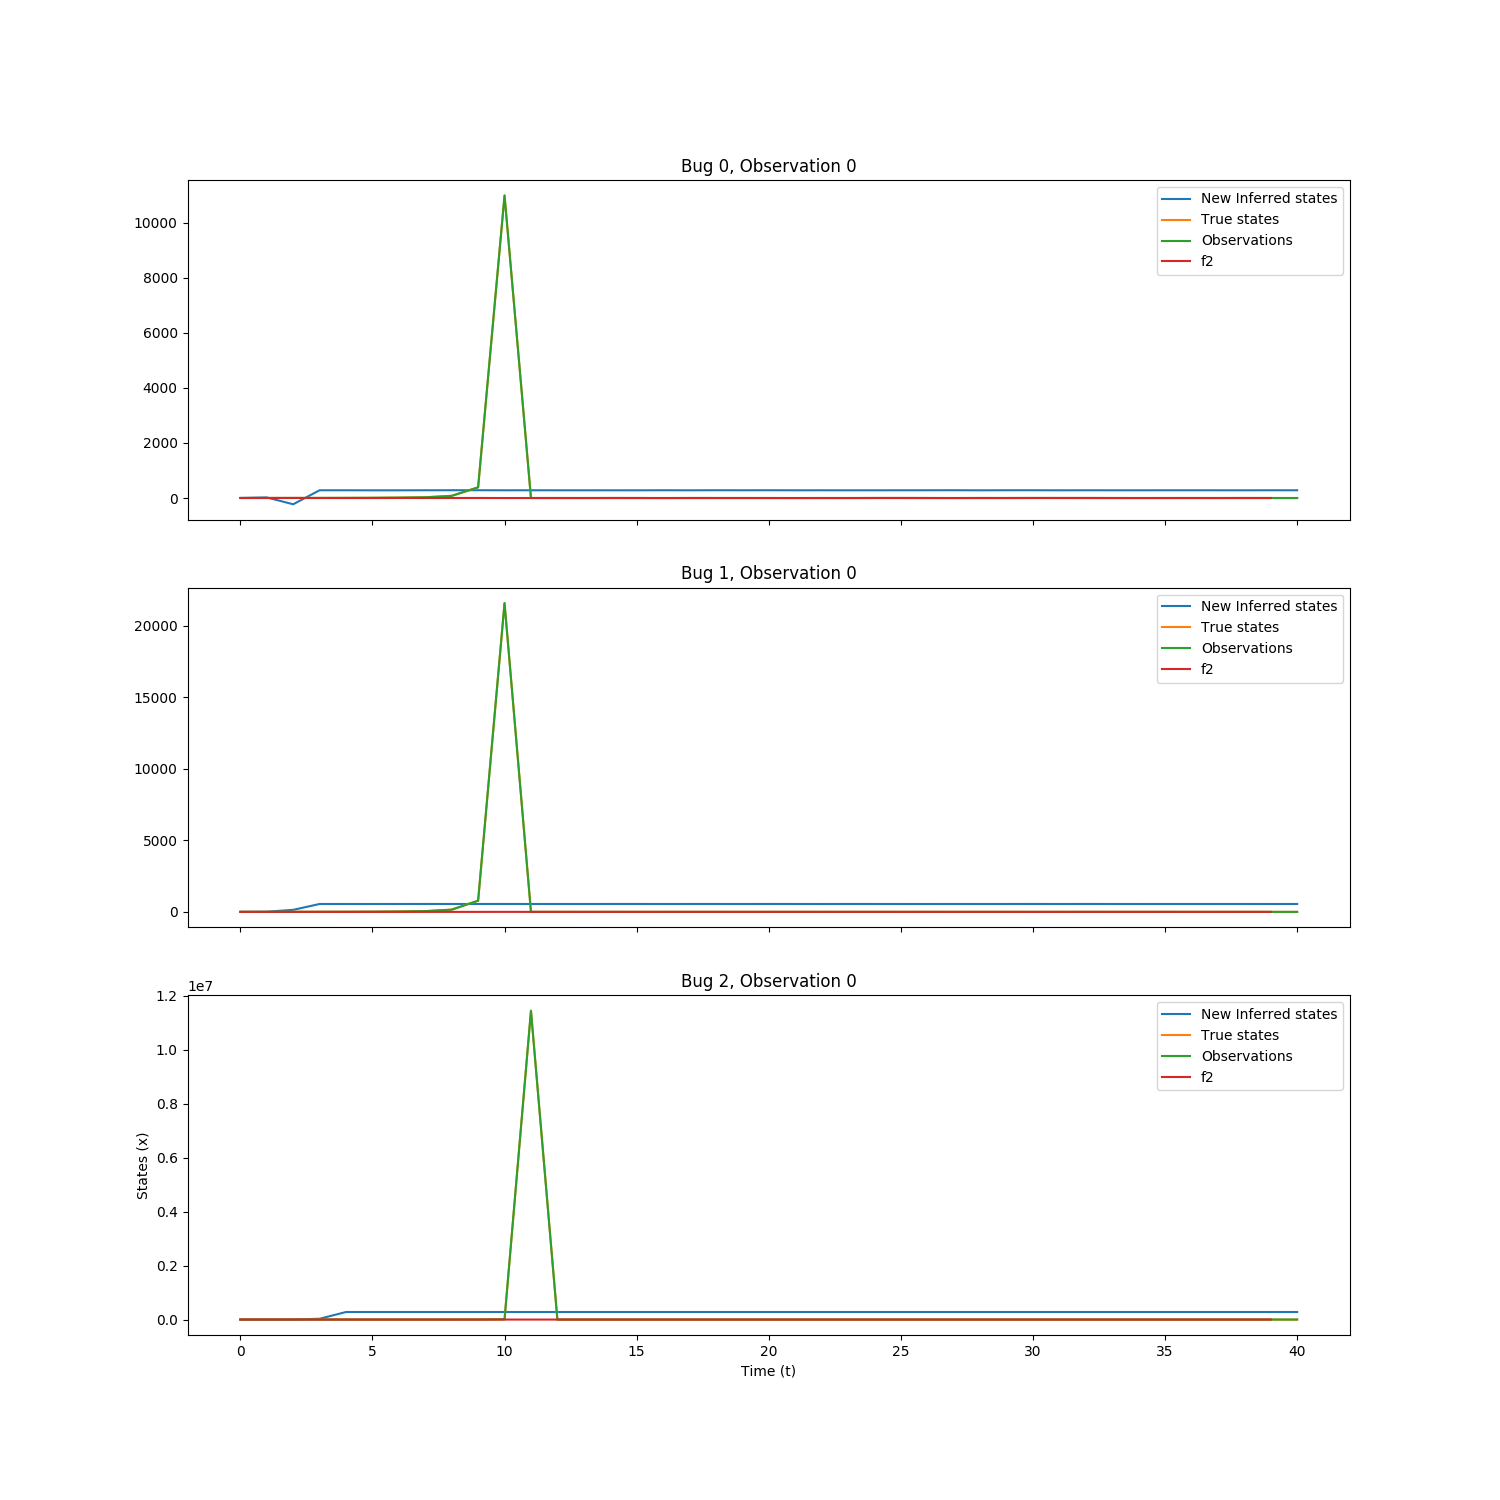 Bug 0, Observation 0
10000
8000
6000
4000
2000
0
New Inferred states
True states
Observations
f2
Bug 1, Observation 0
20000
15000
10000
5000
0
New Inferred states
True states
Observations
f2
Bug 2, Observation 0
1e7
1.2
1.0
0.8
0.6
0.4
0.2
0.0
States (x)
New Inferred states
True states
Observations
f2
0 5 10 15 20 25 30 35 40
Time (t)